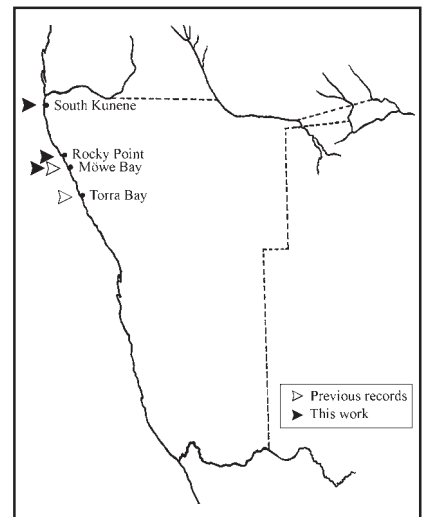 South Kunene
Rocky Point
Möwe Bay
Torra Bay
Previous records
This work